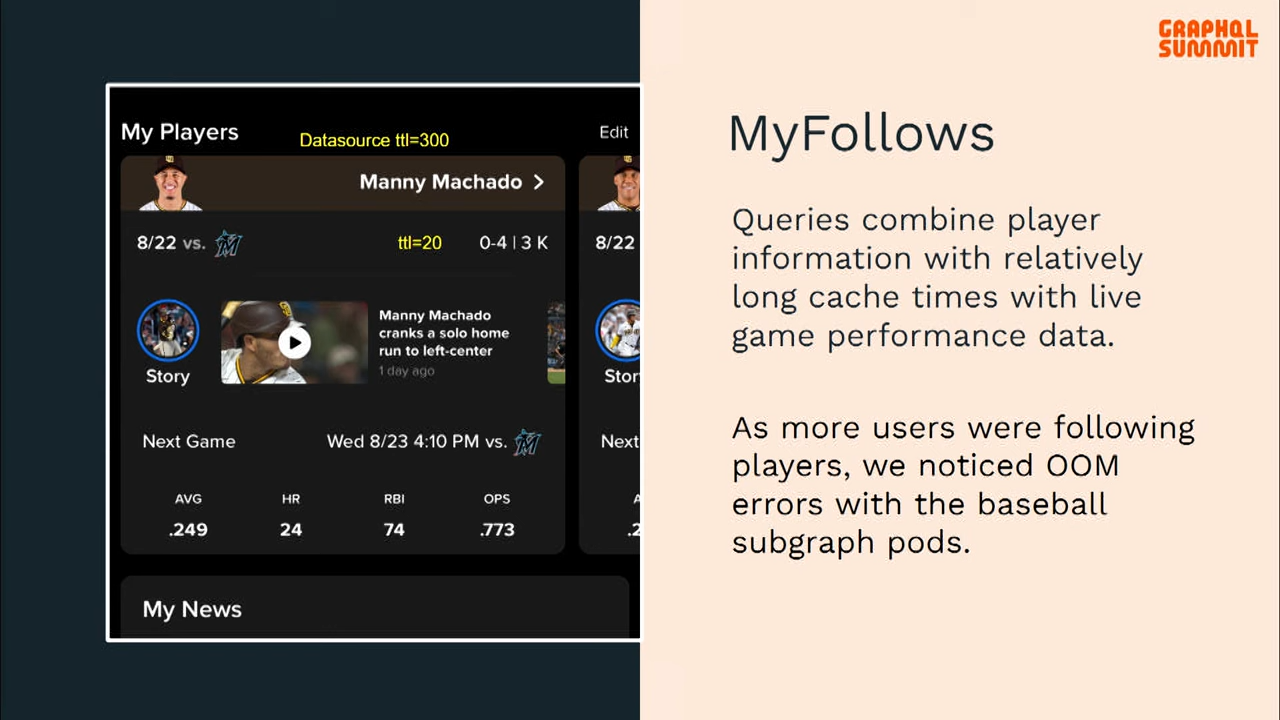 GRAPHQL
SUMMIT
My Players
Datasource ttl=300
Edit
Manny Machado
8/22 vs.
ttl=20
0-4 | 3 K
8/22
Manny Machado
cranks a solo home
run to left-center
1 day ago
Story
Stor
Next Game
Wed 8/23 4:10 PM vs.
Next
AVG HR RBI OPS
A
.249 24 74 .773
.2
My News
MyFollows
Queries combine player
information with relatively
long cache times with live
game performance data.
As more users were following
players, we noticed OOM
errors with the baseball
subgraph pods.